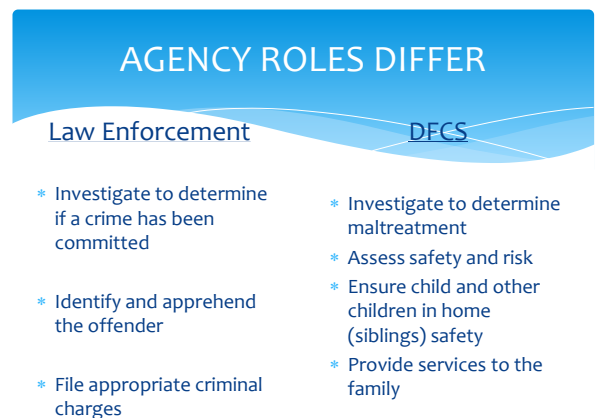 AGENCY ROLES DIFFER
Law Enforcement
* Investigate to determine
if a crime has been
committed
* Identify and apprehend
the offender
* File appropriate criminal
charges
DFCS
* Investigate to determine
maltreatment
* Assess safety and risk
* Ensure child and other
children in home
(siblings) safety
* Provide services to the
family